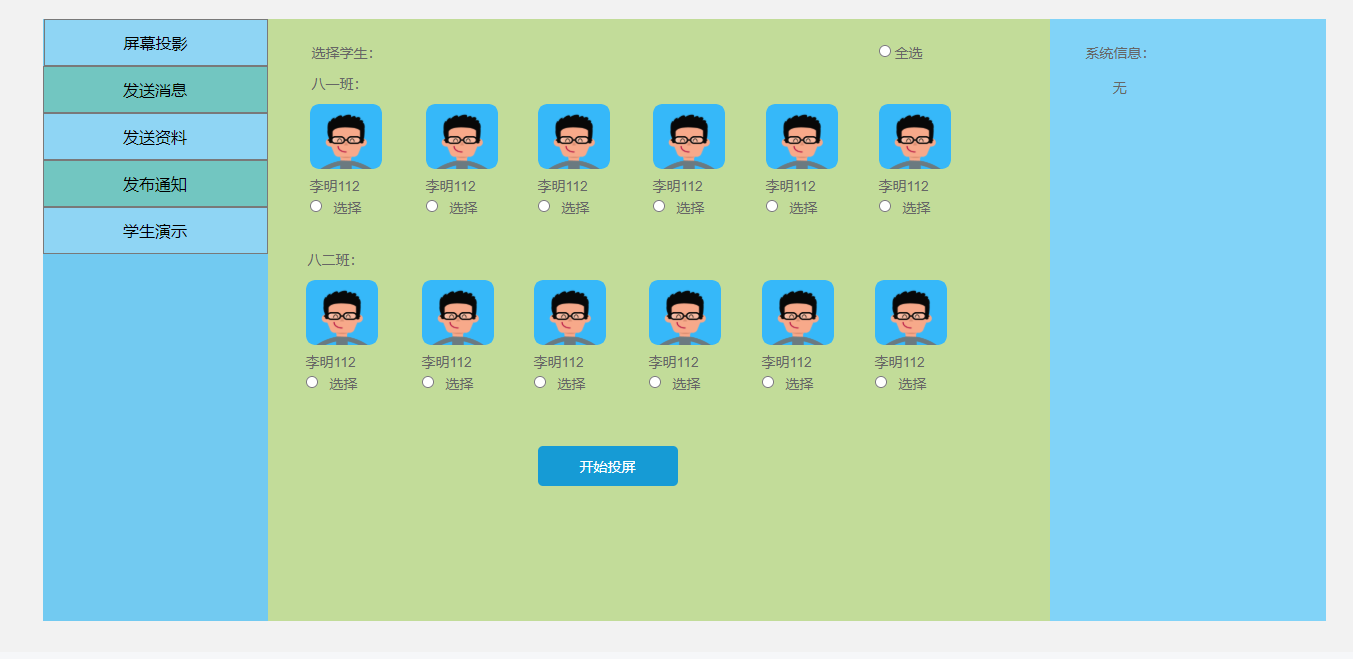 屏幕投影
发送消息
发送资料
发布通知
学生演示
选择学生: 全选
八一班:
李明112 李明112 李明112 李明112 李明112 李明112
选择 选择 选择 选择 选择 选择
八二班:
李明112 李明112 李明112 李明112 李明112 李明112
选择 选择 选择 选择 选择 选择
开始投屏
系统信息:
无